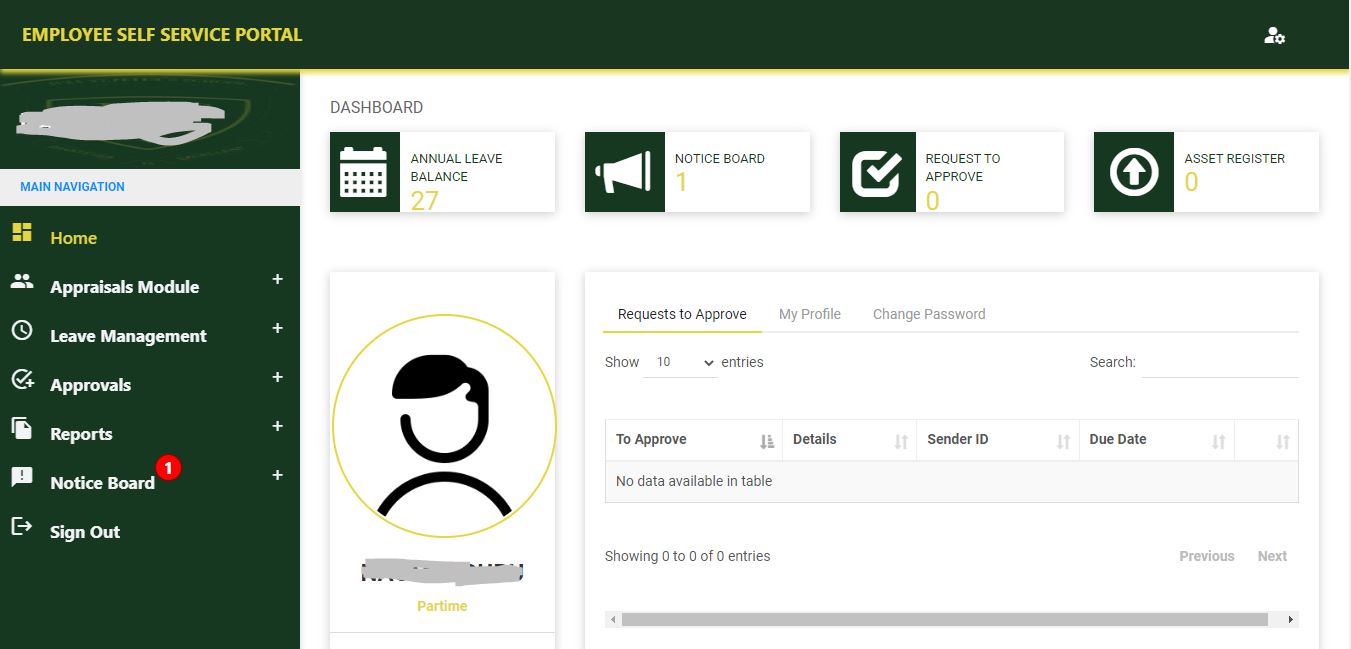 EMPLOYEE SELF SERVICE PORTAL
MAIN NAVIGATION
Home
Appraisals Module +
Leave Management +
Approvals +
Reports +
Notice Board 1 +
Sign Out
DASHBOARD
ANNUAL LEAVE
BALANCE
27
NOTICE BOARD
1
REQUEST TO
APPROVE
0
ASSET REGISTER
0
Partime
Requests to Approve My Profile Change Password
Show 10 entries Search:
To Approve Details Sender ID Due Date
No data available in table
Showing 0 to 0 of 0 entries Previous Next